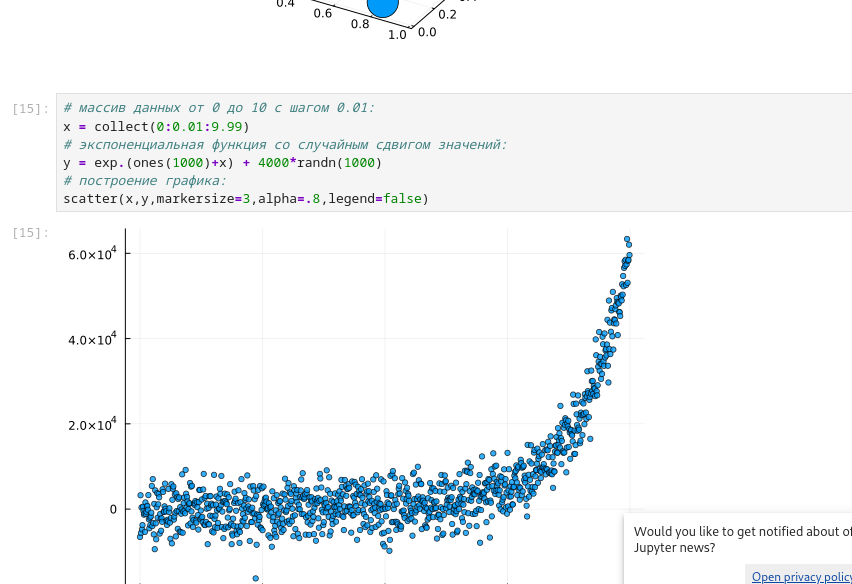 0.4
0.6
0.8
1.0
0.0
0.2
[15]:
# массив данных от 0 до 10 с шагом 0.01:
x = collect(0:0.01:9.99)
# экспоненциальная функция со случайным сдвигом значений:
y = exp.(ones(1000)+x) + 4000*randn(1000)
# построение графика:
scatter(x,y,markersize=3,alpha=.8,legend=false)
[15]:
6.0×10⁴
4.0×10⁴
2.0×10⁴
0
Would you like to get notified about of
Jupyter news?
Open privacy policy